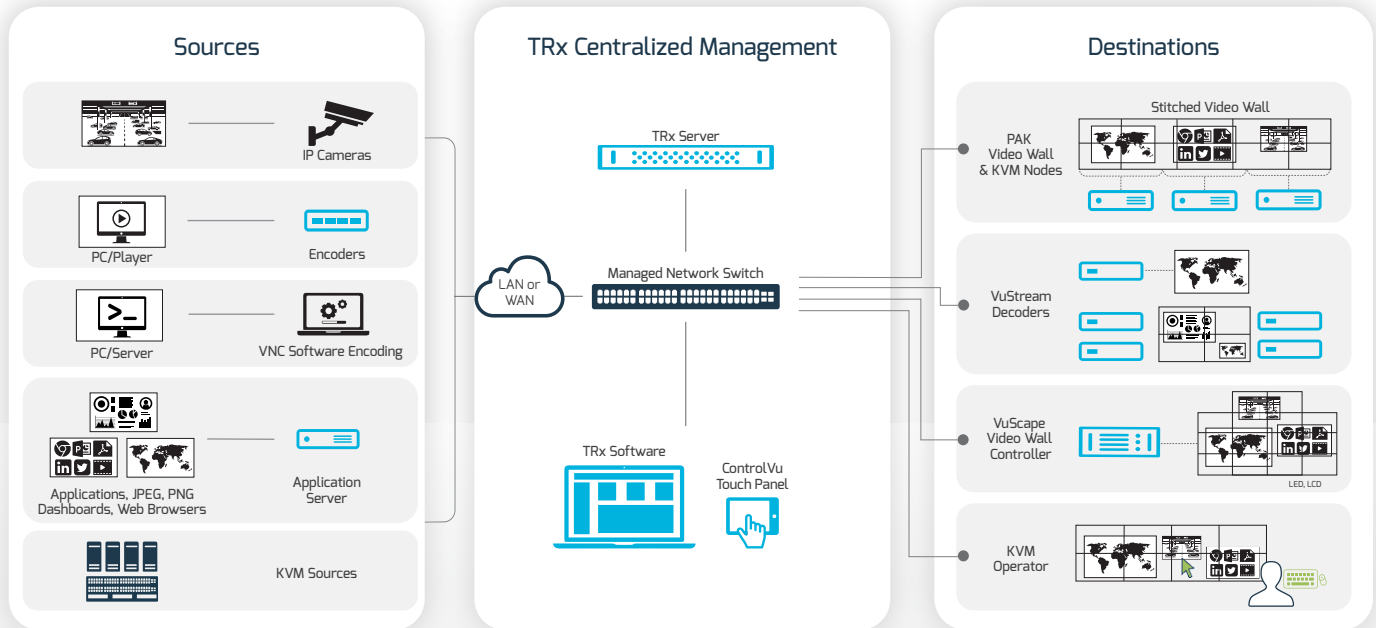 Sources
IP Cameras
PC/Player
Encoders
>_
PC/Server
VNC Software Encoding
Applications, JPEG, PNG
Dashboards, Web Browsers
Application
Server
KVM Sources
TRx Centralized Management
TRx Server
LAN or
WAN
Managed Network Switch
TRx Software
ControlVu
Touch Panel
Destinations
PAK
Video Wall
& KVM Nodes
Stitched Video Wall
VuStream
Decoders
VuScape
Video Wall
Controller
LED, LCD
KVM
Operator